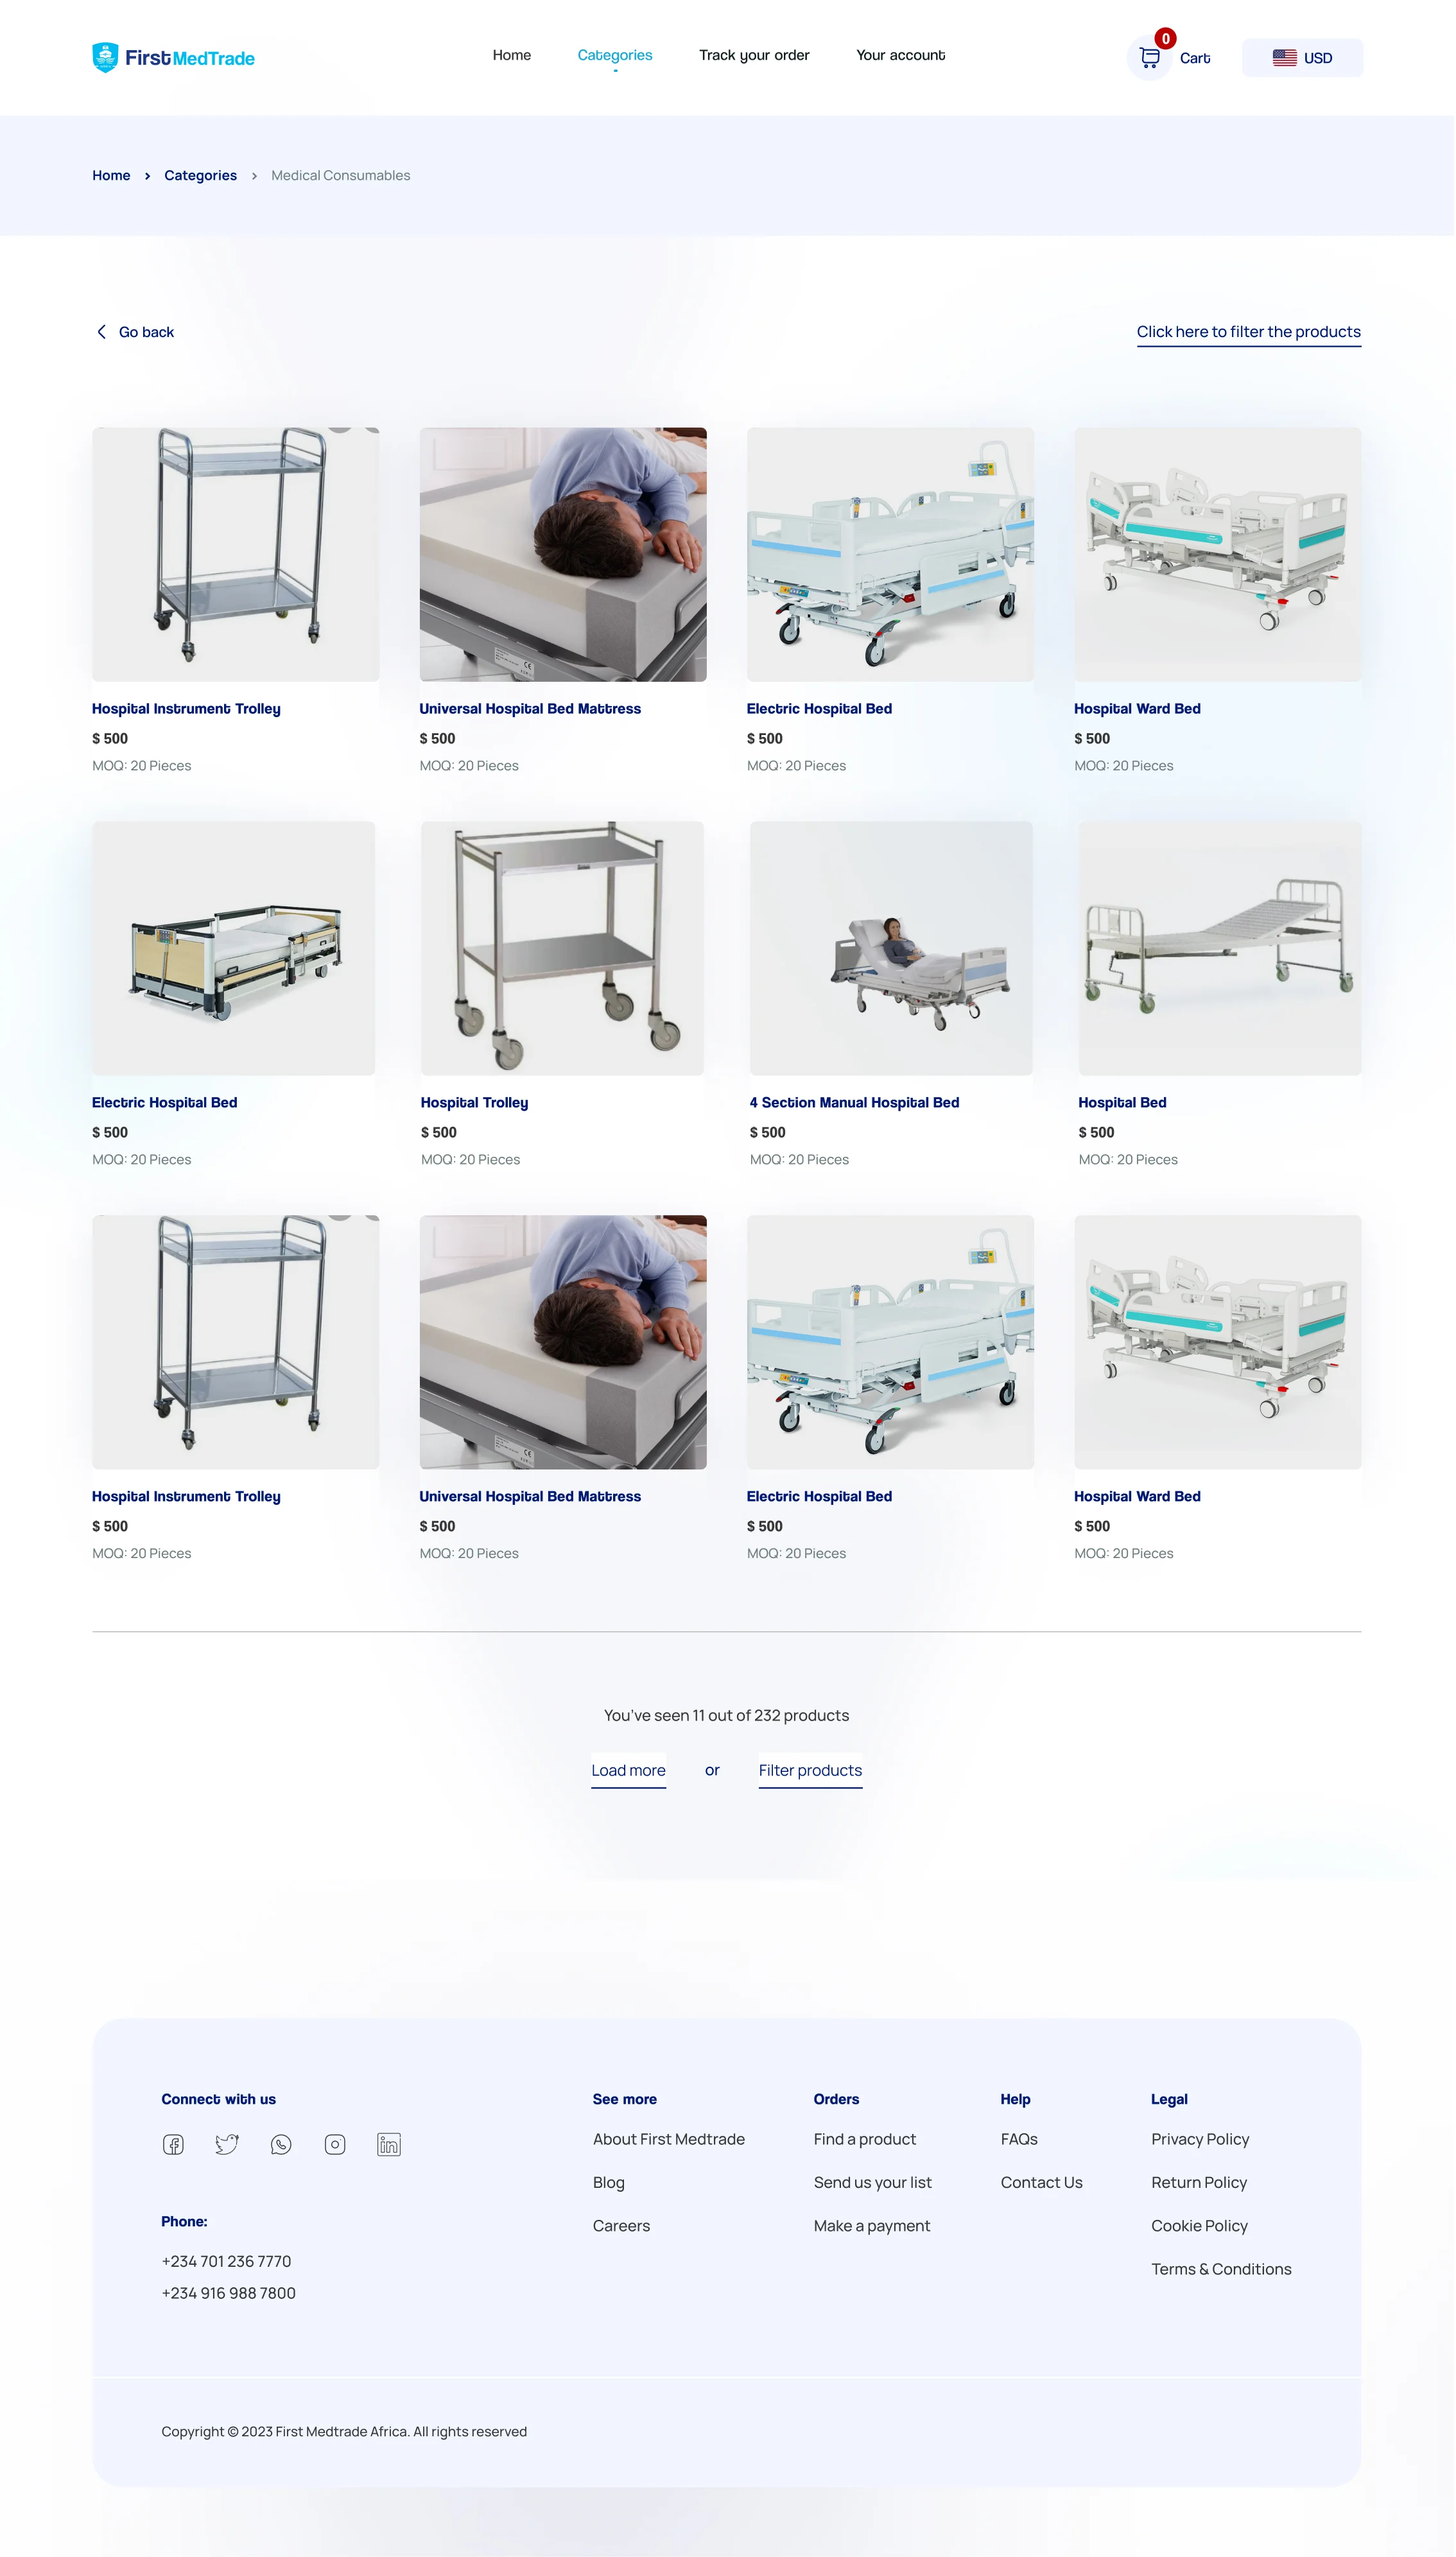 FirstMedTrade
Home Categories Track your order Your account
0
Cart
USD
Home > Categories > Medical Consumables
Go back
Click here to filter the products
Hospital Instrument Trolley
$ 500
MOQ: 20 Pieces
Universal Hospital Bed Mattress
$ 500
MOQ: 20 Pieces
Electric Hospital Bed
$ 500
MOQ: 20 Pieces
Hospital Ward Bed
$ 500
MOQ: 20 Pieces
Electric Hospital Bed
$ 500
MOQ: 20 Pieces
Hospital Trolley
$ 500
MOQ: 20 Pieces
4 Section Manual Hospital Bed
$ 500
MOQ: 20 Pieces
Hospital Bed
$ 500
MOQ: 20 Pieces
Hospital Instrument Trolley
$ 500
MOQ: 20 Pieces
Universal Hospital Bed Mattress
$ 500
MOQ: 20 Pieces
Electric Hospital Bed
$ 500
MOQ: 20 Pieces
Hospital Ward Bed
$ 500
MOQ: 20 Pieces
You've seen 11 out of 232 products
Load more or Filter products
Connect with us
Phone:
+234 701 236 7770
+234 916 988 7800
See more
About First Medtrade
Blog
Careers
Orders
Find a product
Send us your list
Make a payment
Help
FAQs
Contact Us
Legal
Privacy Policy
Return Policy
Cookie Policy
Terms & Conditions
Copyright © 2023 First Medtrade Africa. All rights reserved